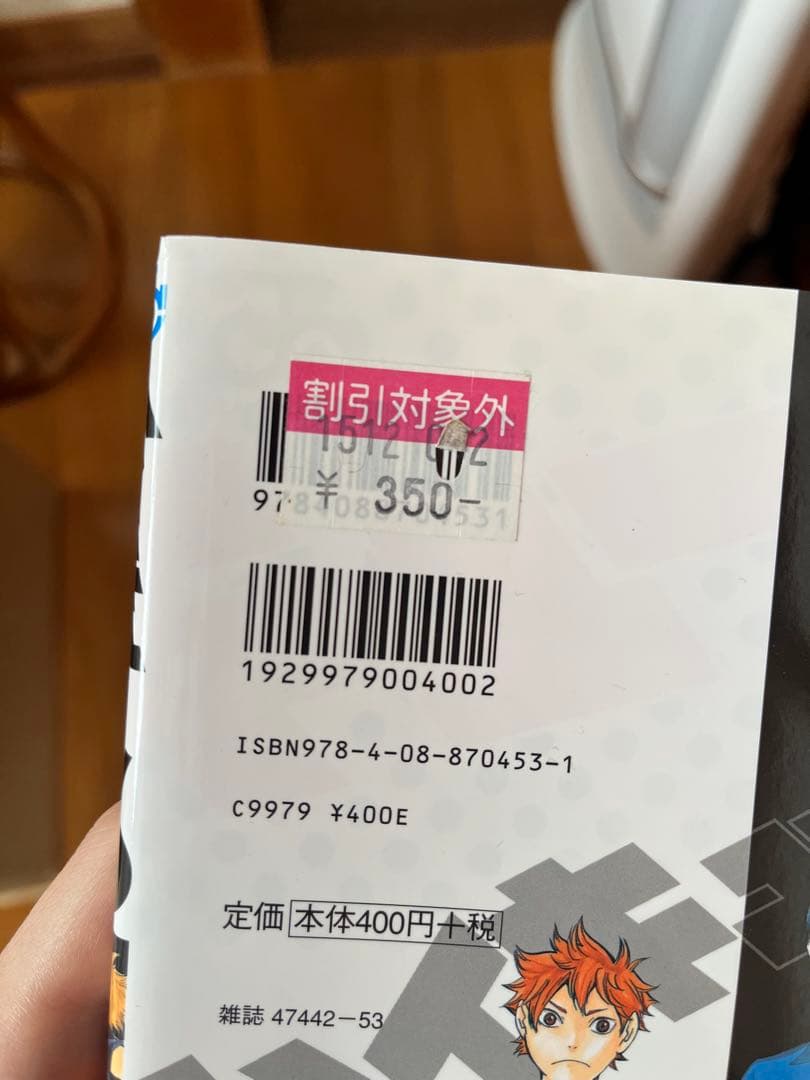 割引対象外
1512
¥ 350-
1929979004002
ISBN978-4-08-870453-1
C9979 ¥400E
定価 本体400円+税
雑誌 47442-53